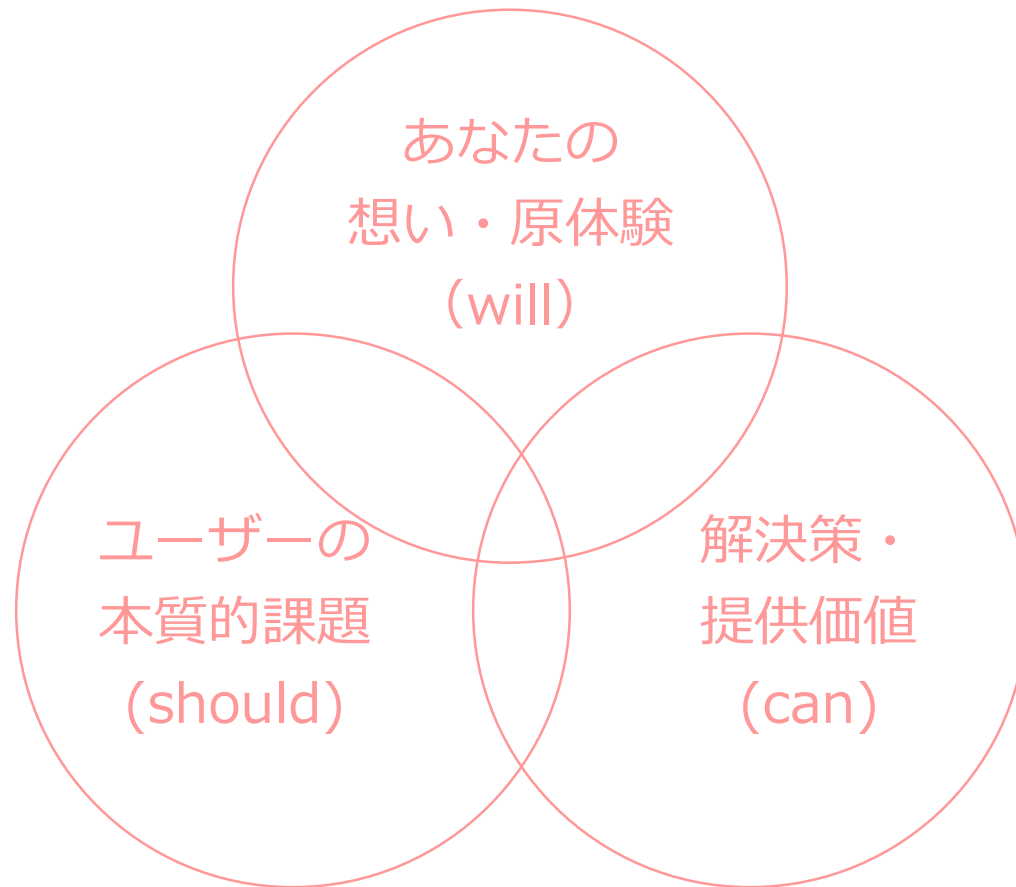 あなたの
想い・原体験
（will）
ユーザーの
本質的課題
(should)
解決策・
提供価値
(can)